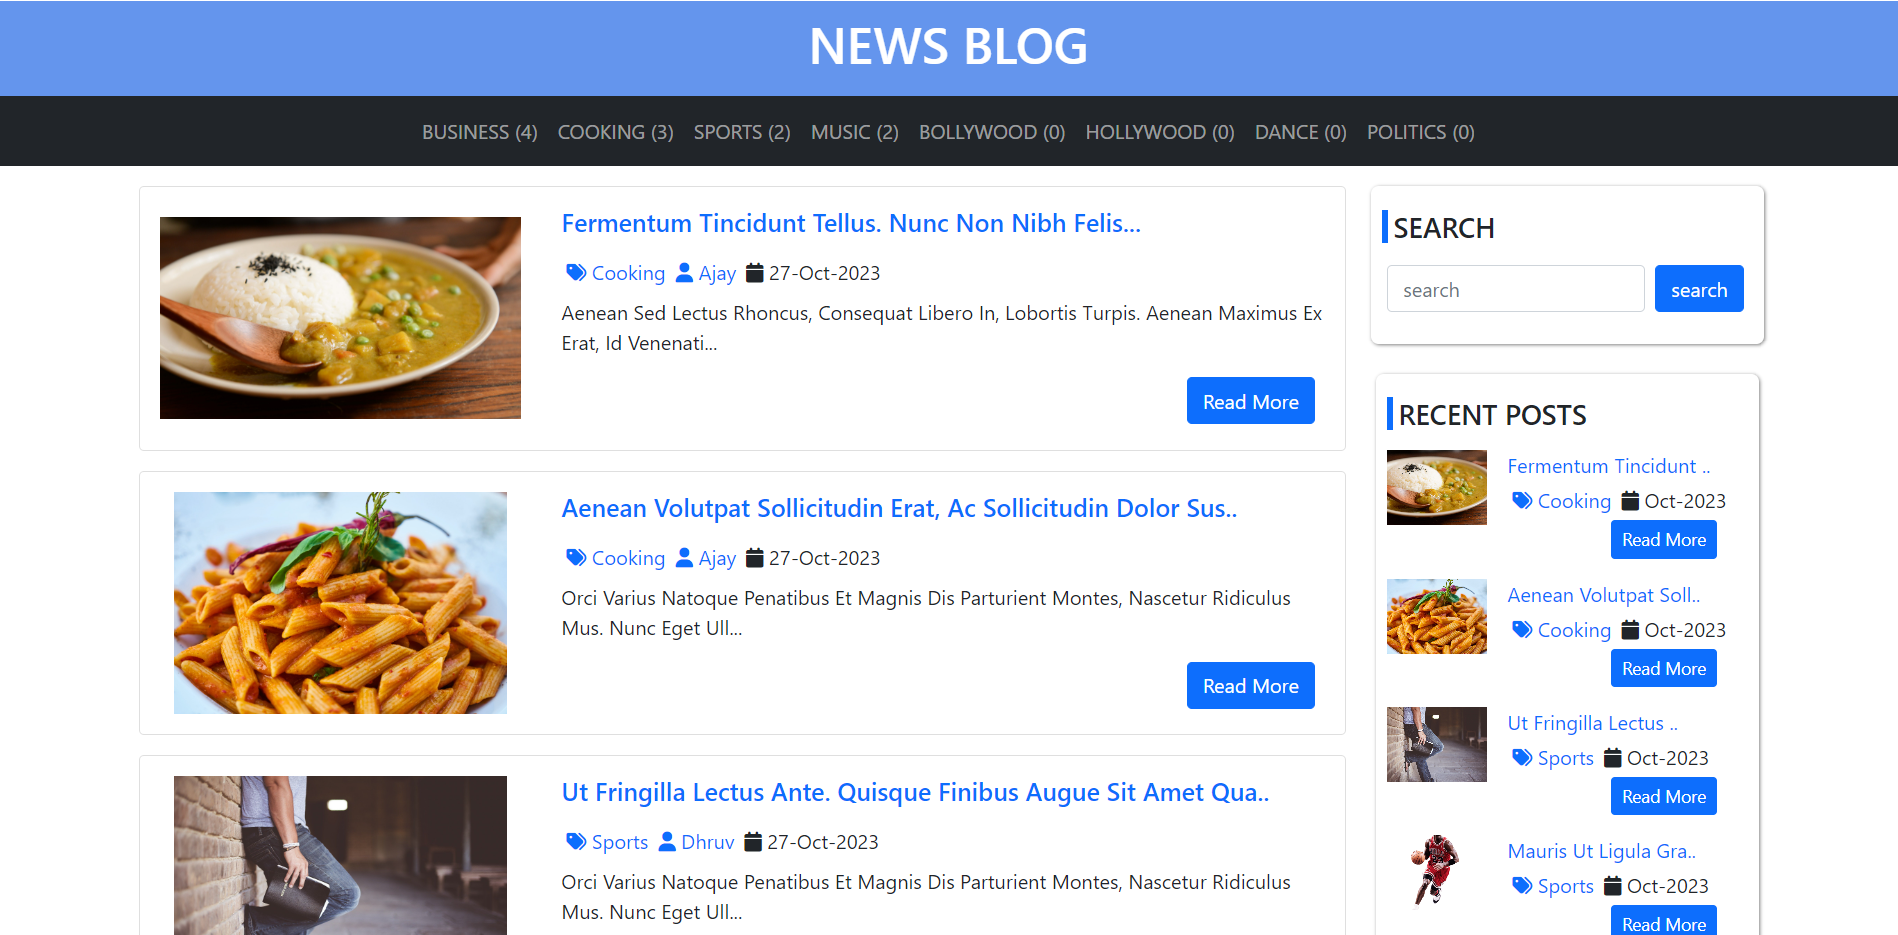 NEWS BLOG
BUSINESS (4) COOKING (3) SPORTS (2) MUSIC (2) BOLLYWOOD (0) HOLLYWOOD (0) DANCE (0) POLITICS (0)
Fermentum Tincidunt Tellus. Nunc Non Nibh Felis...
Cooking Ajay 27-Oct-2023
Aenean Sed Lectus Rhoncus, Consequat Libero In, Lobortis Turpis. Aenean Maximus Ex
Erat, Id Venenati...
Read More
Aenean Volutpat Sollicitudin Erat, Ac Sollicitudin Dolor Sus..
Cooking Ajay 27-Oct-2023
Orci Varius Natoque Penatibus Et Magnis Dis Parturient Montes, Nascetur Ridiculus
Mus. Nunc Eget Ull...
Read More
Ut Fringilla Lectus Ante. Quisque Finibus Augue Sit Amet Qua..
Sports Dhruv 27-Oct-2023
Orci Varius Natoque Penatibus Et Magnis Dis Parturient Montes, Nascetur Ridiculus
Mus. Nunc Eget Ull...
SEARCH
search search
RECENT POSTS
Fermentum Tincidunt ..
Cooking Oct-2023
Read More
Aenean Volutpat Soll..
Cooking Oct-2023
Read More
Ut Fringilla Lectus ..
Sports Oct-2023
Read More
Mauris Ut Ligula Gra..
Sports Oct-2023
Read More